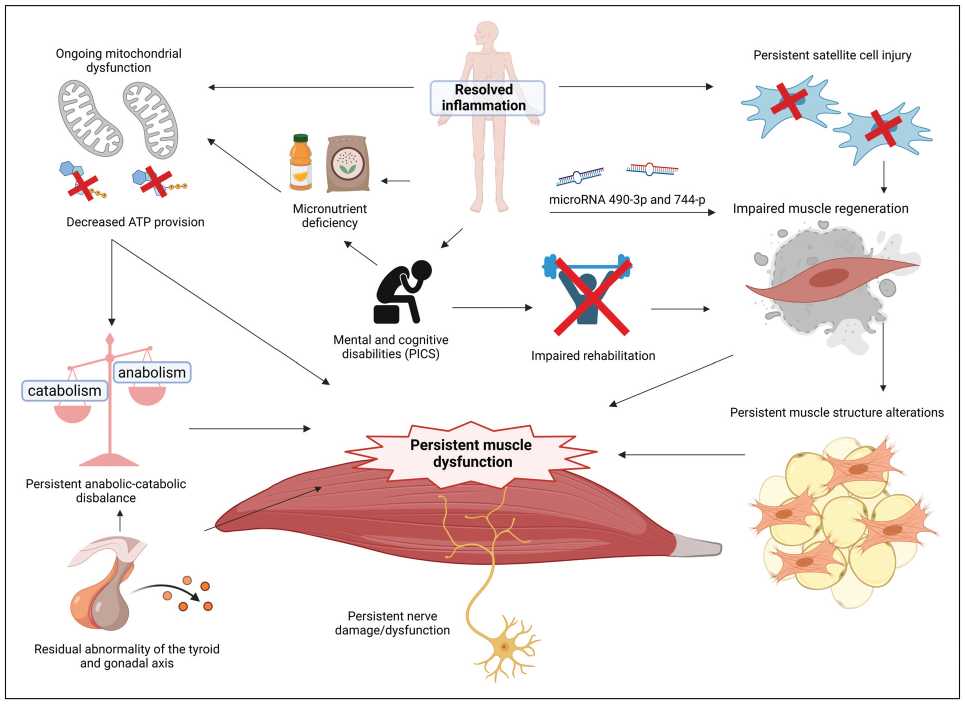 Ongoing mitochondrial
dysfunction
Resolved
inflammation
Persistent satellite cell injury
Decreased ATP provision
Micronutrient
deficiency
microRNA 490-3p and 744-p
Impaired muscle regeneration
Mental and cognitive
disabilities (PICS)
Impaired rehabilitation
catabolism
anabolism
Persistent muscle structure alterations
Persistent muscle
dysfunction
Persistent anabolic-catabolic
disbalance
Persistent nerve
damage/dysfunction
Residual abnormality of the tyroid
and gonadal axis